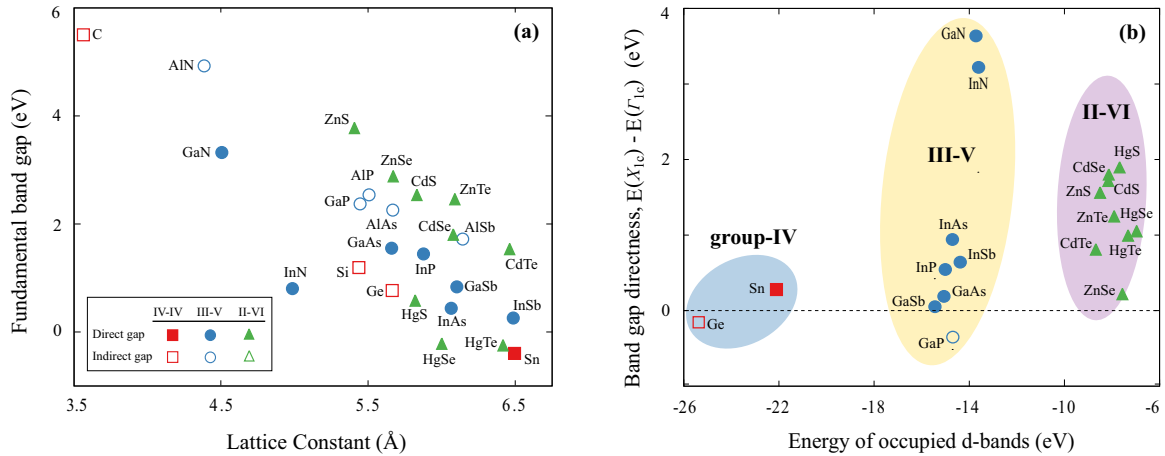 (a)
Fundamental band gap (eV)
6
4
2
0
3.5
4.5
5.5
6.5
Lattice Constant (Å)
C
AlN
GaN
ZnS
ZnSe
AlP
CdS
ZnTe
GaP
AlAs
CdSe
AlSb
GaAs
InP
CdTe
Si
InN
Ge
GaSb
HgS
InAs
InSb
HgSe
HgTe
Sn
IV-IV III-V II-VI
Direct gap
Indirect gap
(b)
Band gap directness, E(X1c) - E(Γ1c) (eV)
4
2
0
-26
-22
-18
-14
-10
-6
Energy of occupied d-bands (eV)
GaN
InN
III-V
II-VI
HgS
CdSe
ZnS
CdS
ZnTe
HgSe
CdTe
HgTe
ZnSe
InAs
InSb
InP
GaSb
GaAs
GaP
group-IV
Sn
Ge